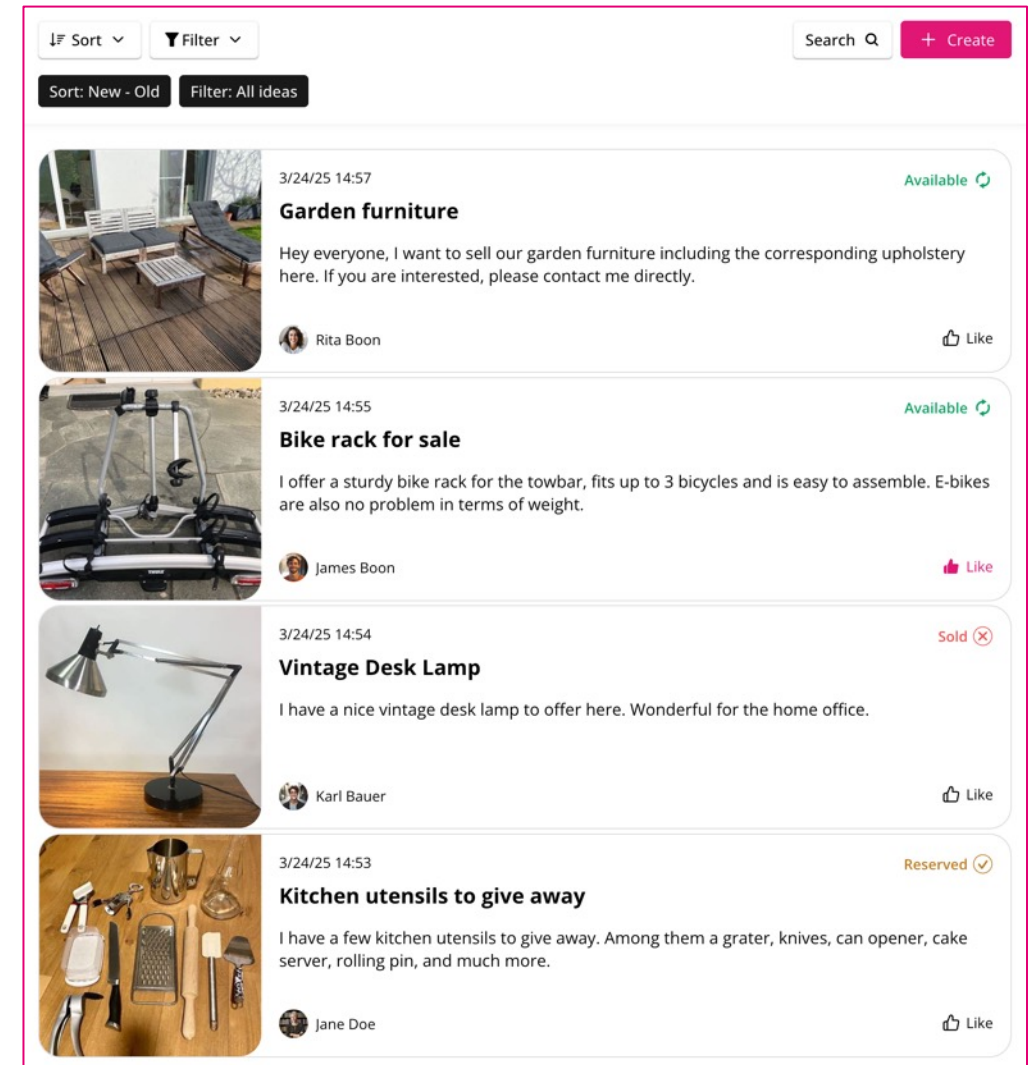 Sort
Filter
Search
+ Create
Sort: New - Old
Filter: All ideas
3/24/25 14:57
Available
Garden furniture
Hey everyone, I want to sell our garden furniture including the corresponding upholstery
here. If you are interested, please contact me directly.
Rita Boon
Like
3/24/25 14:55
Available
Bike rack for sale
I offer a sturdy bike rack for the towbar, fits up to 3 bicycles and is easy to assemble. E-bikes
are also no problem in terms of weight.
James Boon
Like
3/24/25 14:54
Sold
Vintage Desk Lamp
I have a nice vintage desk lamp to offer here. Wonderful for the home office.
Karl Bauer
Like
3/24/25 14:53
Reserved
Kitchen utensils to give away
I have a few kitchen utensils to give away. Among them a grater, knives, can opener, cake
server, rolling pin, and much more.
Jane Doe
Like